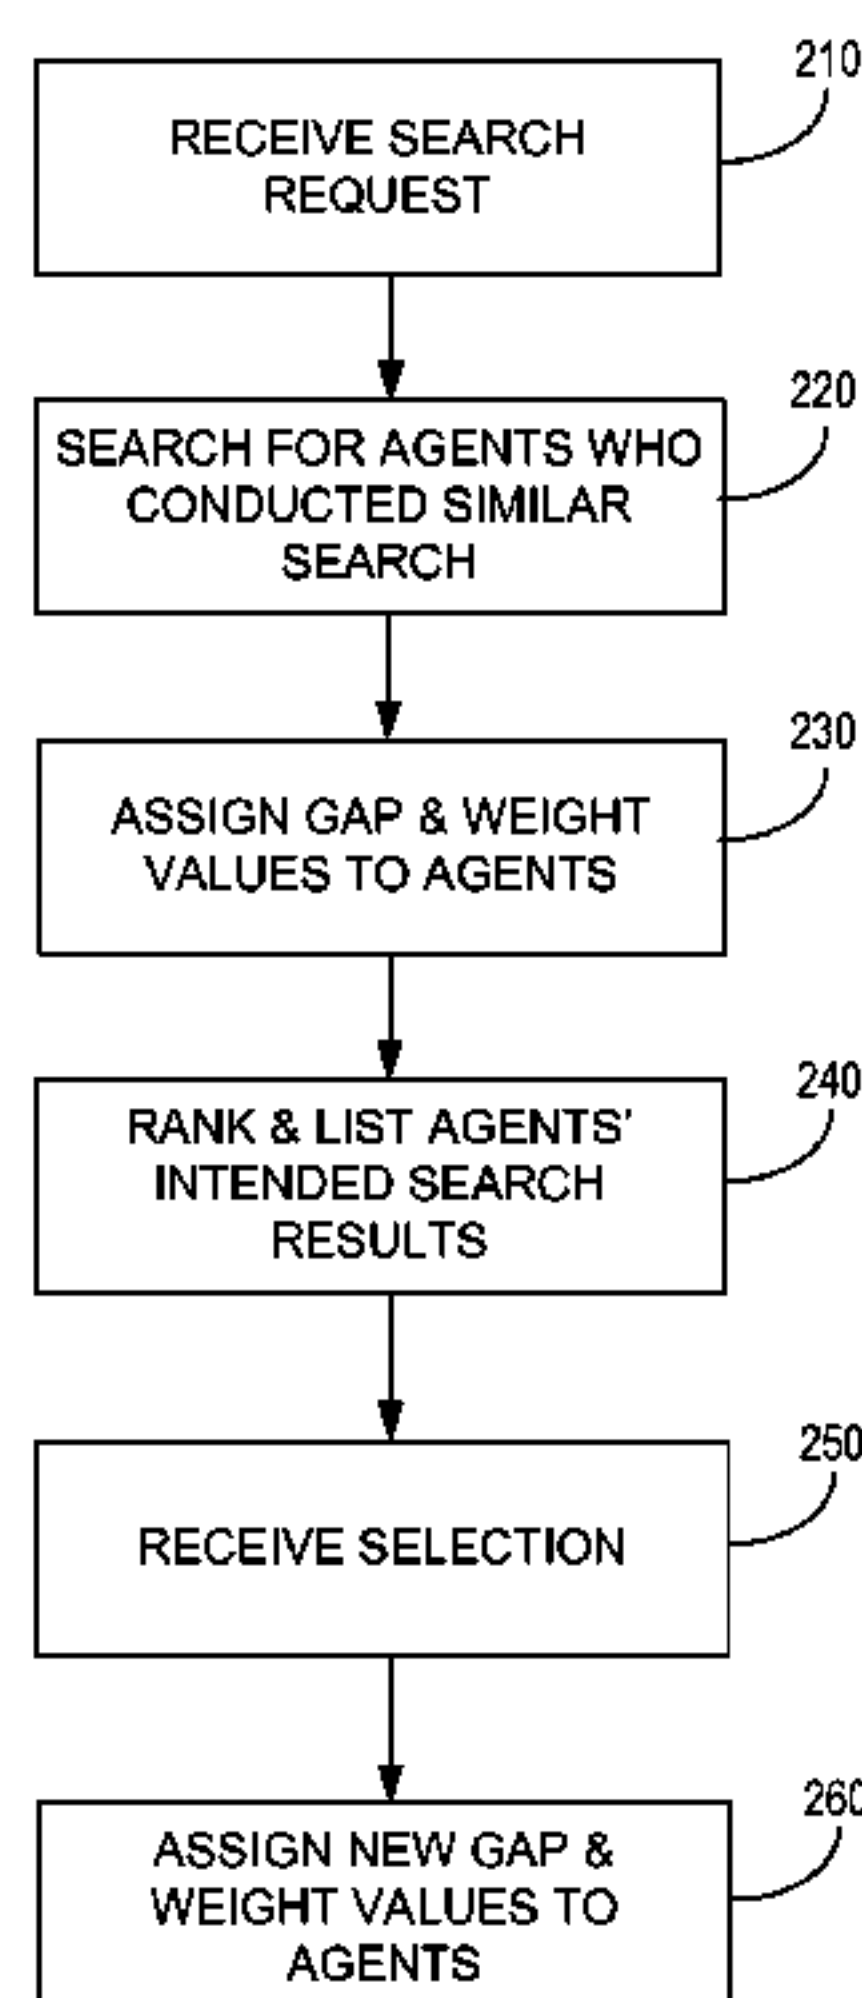 210
RECEIVE SEARCH
REQUEST
220
SEARCH FOR AGENTS WHO
CONDUCTED SIMILAR
SEARCH
230
ASSIGN GAP & WEIGHT
VALUES TO AGENTS
240
RANK & LIST AGENTS'
INTENDED SEARCH
RESULTS
250
RECEIVE SELECTION
260
ASSIGN NEW GAP &
WEIGHT VALUES TO
AGENTS